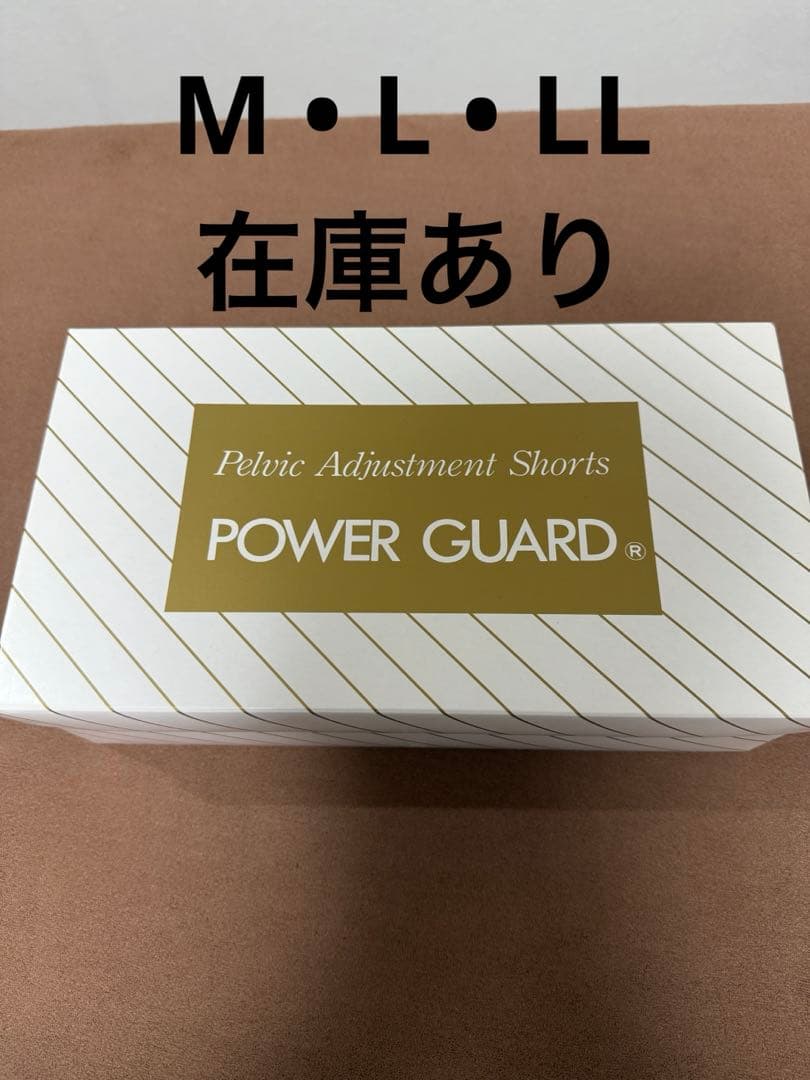 M・L・LL
在庫あり
Pelvic Adjustment Shorts
POWER GUARD®